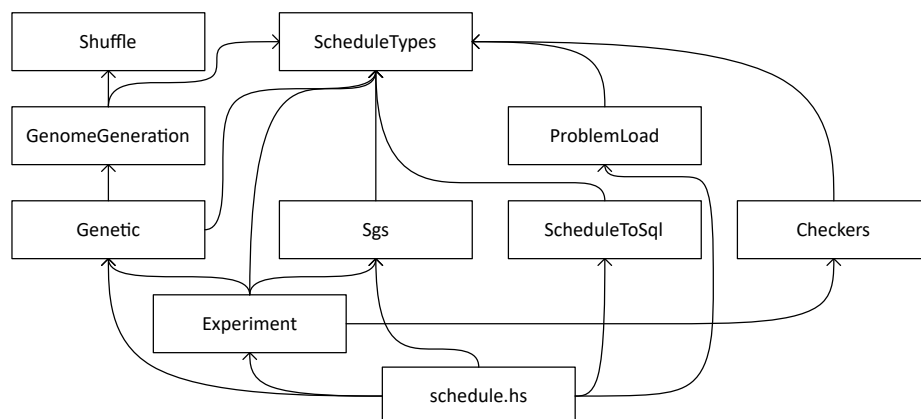 Shuffle
ScheduleTypes
GenomeGeneration
ProblemLoad
Genetic
Sgs
ScheduleToSql
Checkers
Experiment
schedule.hs